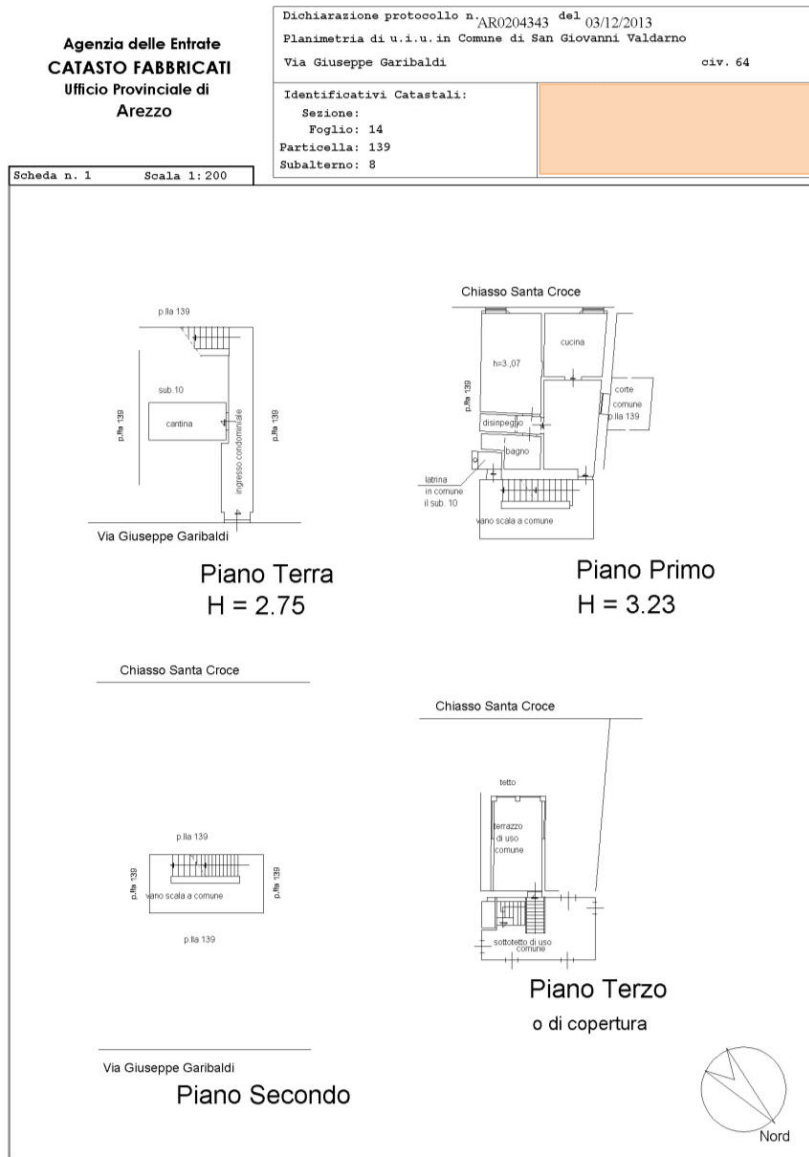 Agenzia delle Entrate
CATASTO FABBRICATI
Ufficio Provinciale di
Arezzo
Dichiarazione protocollo n. AR0204343 del 03/12/2013
Planimetria di u.i.u. in Comune di San Giovanni Valdarno
Via Giuseppe Garibaldi civ. 64
Identificativi Catastali:
Sezione:
Foglio: 14
Particella: 139
Subalterno: 8
Scheda n. 1 Scala 1:200
p.lla 139
sub.10
cantina
p.lla 139
ingresso condominiale
p.lla 139
Via Giuseppe Garibaldi
Piano Terra
H = 2.75
Chiasso Santa Croce
cucina
h=3.,07
p.lla 139
corte
comune
p.lla 139
disinpeglio
bagno
latrina
in comune
il sub. 10
vano scala a comune
Piano Primo
H = 3.23
Chiasso Santa Croce
p.lla 139
p.lla 139
p.lla 139
vano scala a comune
p.lla 139
Via Giuseppe Garibaldi
Piano Secondo
Chiasso Santa Croce
tetto
terrazzo
di uso
comune
sottotetto di uso
comune
Piano Terzo
o di copertura
Nord